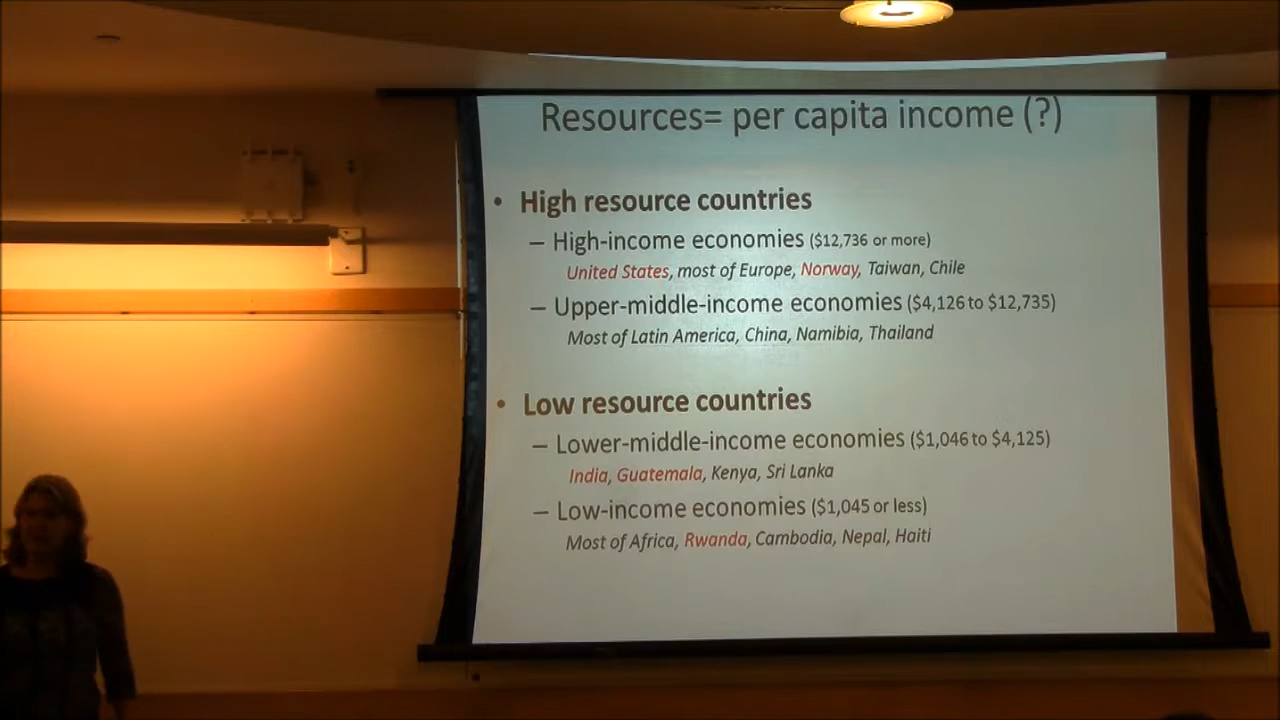 Resources= per capita income (?)
• High resource countries
– High-income economies ($12,736 or more)
United States, most of Europe, Norway, Taiwan, Chile
– Upper-middle-income economies ($4,126 to $12,735)
Most of Latin America, China, Namibia, Thailand
• Low resource countries
– Lower-middle-income economies ($1,046 to $4,125)
India, Guatemala, Kenya, Sri Lanka
– Low-income economies ($1,045 or less)
Most of Africa, Rwanda, Cambodia, Nepal, Haiti